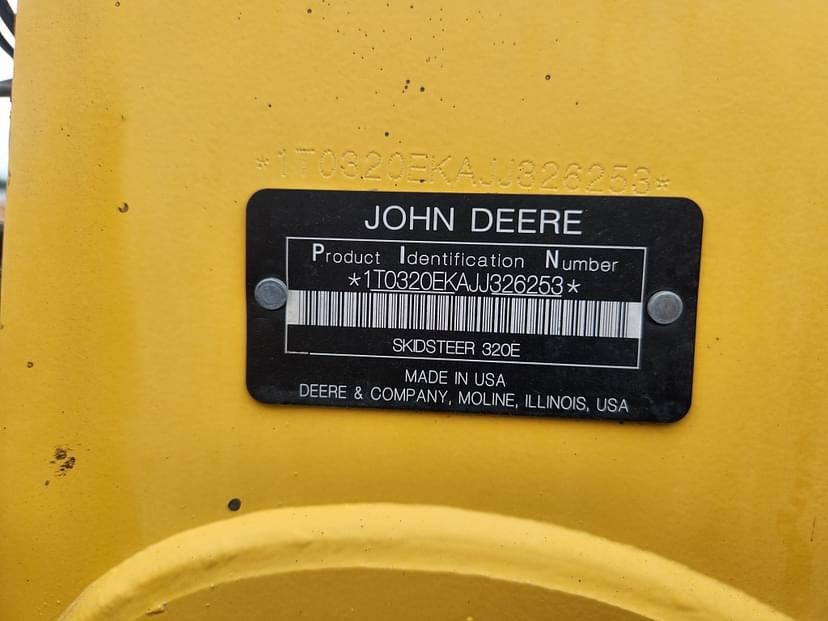 *1T0320EKAJJ326253*
JOHN DEERE
Product Identification Number
*1T0320EKAJJ326253*
SKIDSTEER 320E
MADE IN USA
DEERE & COMPANY, MOLINE, ILLINOIS, USA